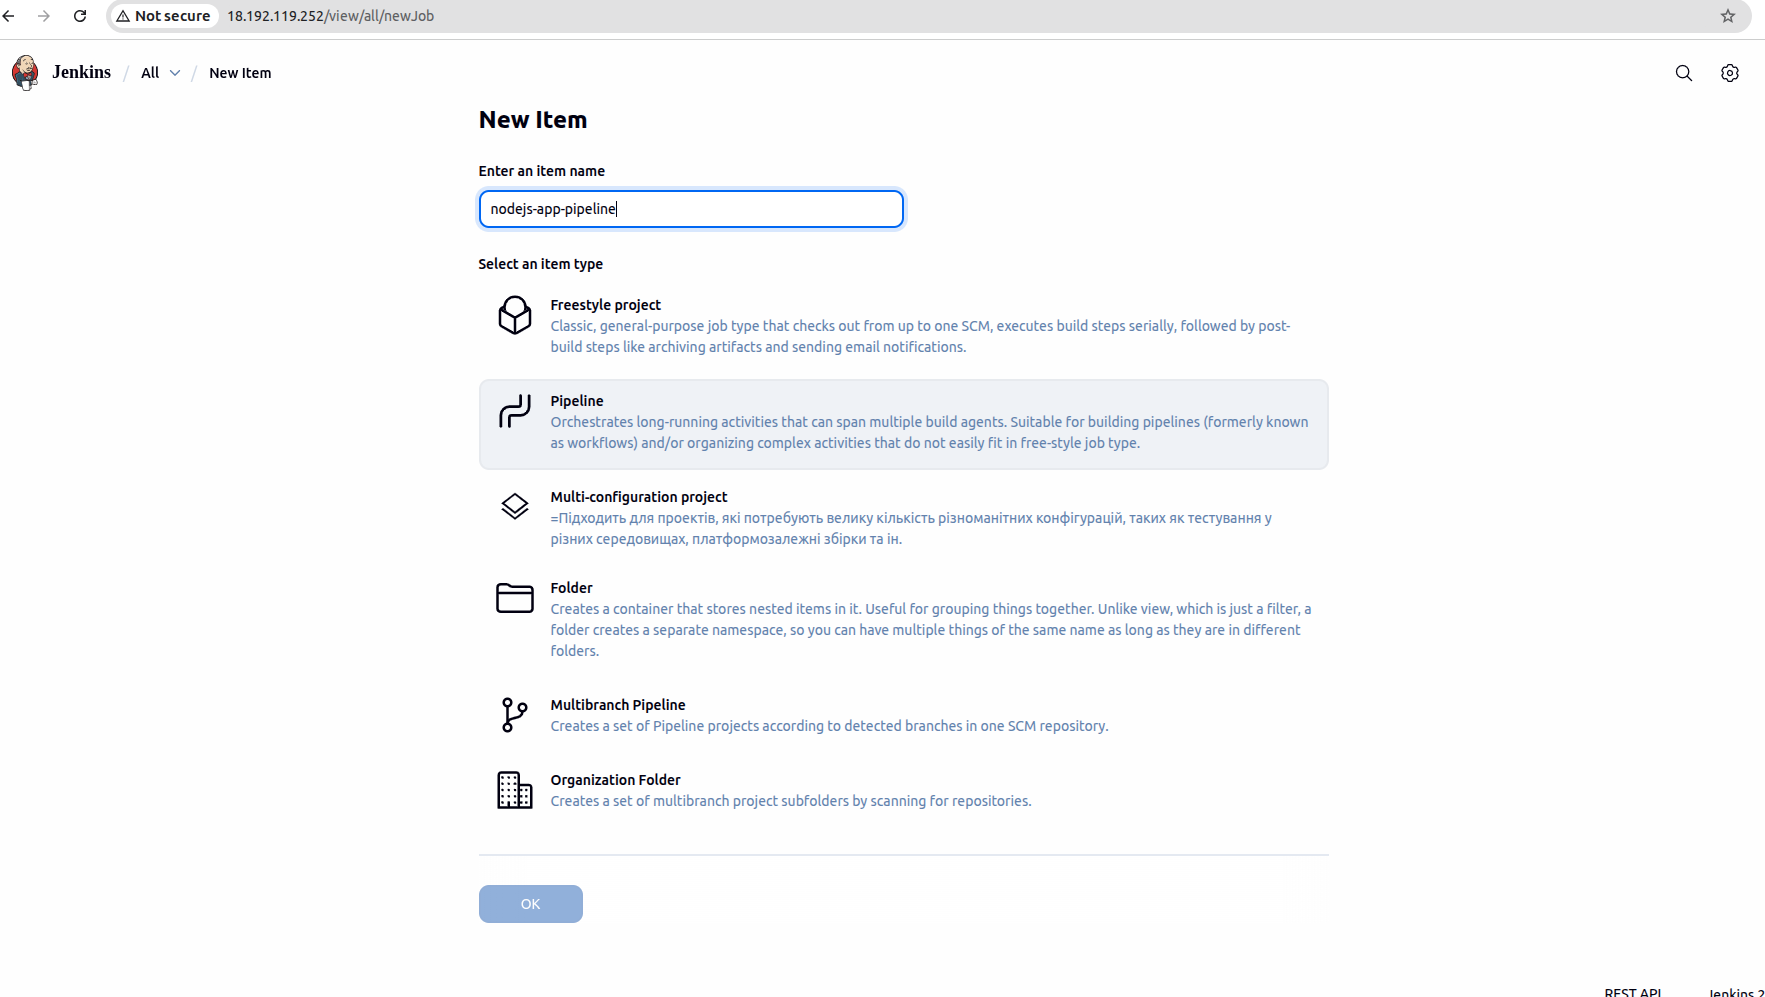 Not secure 18.192.119.252/view/all/newJob
Jenkins / All / New Item
New Item
Enter an item name
nodejs-app-pipeline
Select an item type
Freestyle project
Classic, general-purpose job type that checks out from up to one SCM, executes build steps serially, followed by post-
build steps like archiving artifacts and sending email notifications.
Pipeline
Orchestrates long-running activities that can span multiple build agents. Suitable for building pipelines (formerly known
as workflows) and/or organizing complex activities that do not easily fit in free-style job type.
Multi-configuration project
=Підходить для проектів, які потребують велику кількість різноманітних конфігурацій, таких як тестування у
різних середовищах, платформозалежні збірки та ін.
Folder
Creates a container that stores nested items in it. Useful for grouping things together. Unlike view, which is just a filter, a
folder creates a separate namespace, so you can have multiple things of the same name as long as they are in different
folders.
Multibranch Pipeline
Creates a set of Pipeline projects according to detected branches in one SCM repository.
Organization Folder
Creates a set of multibranch project subfolders by scanning for repositories.
OK
REST API Jenkins 2